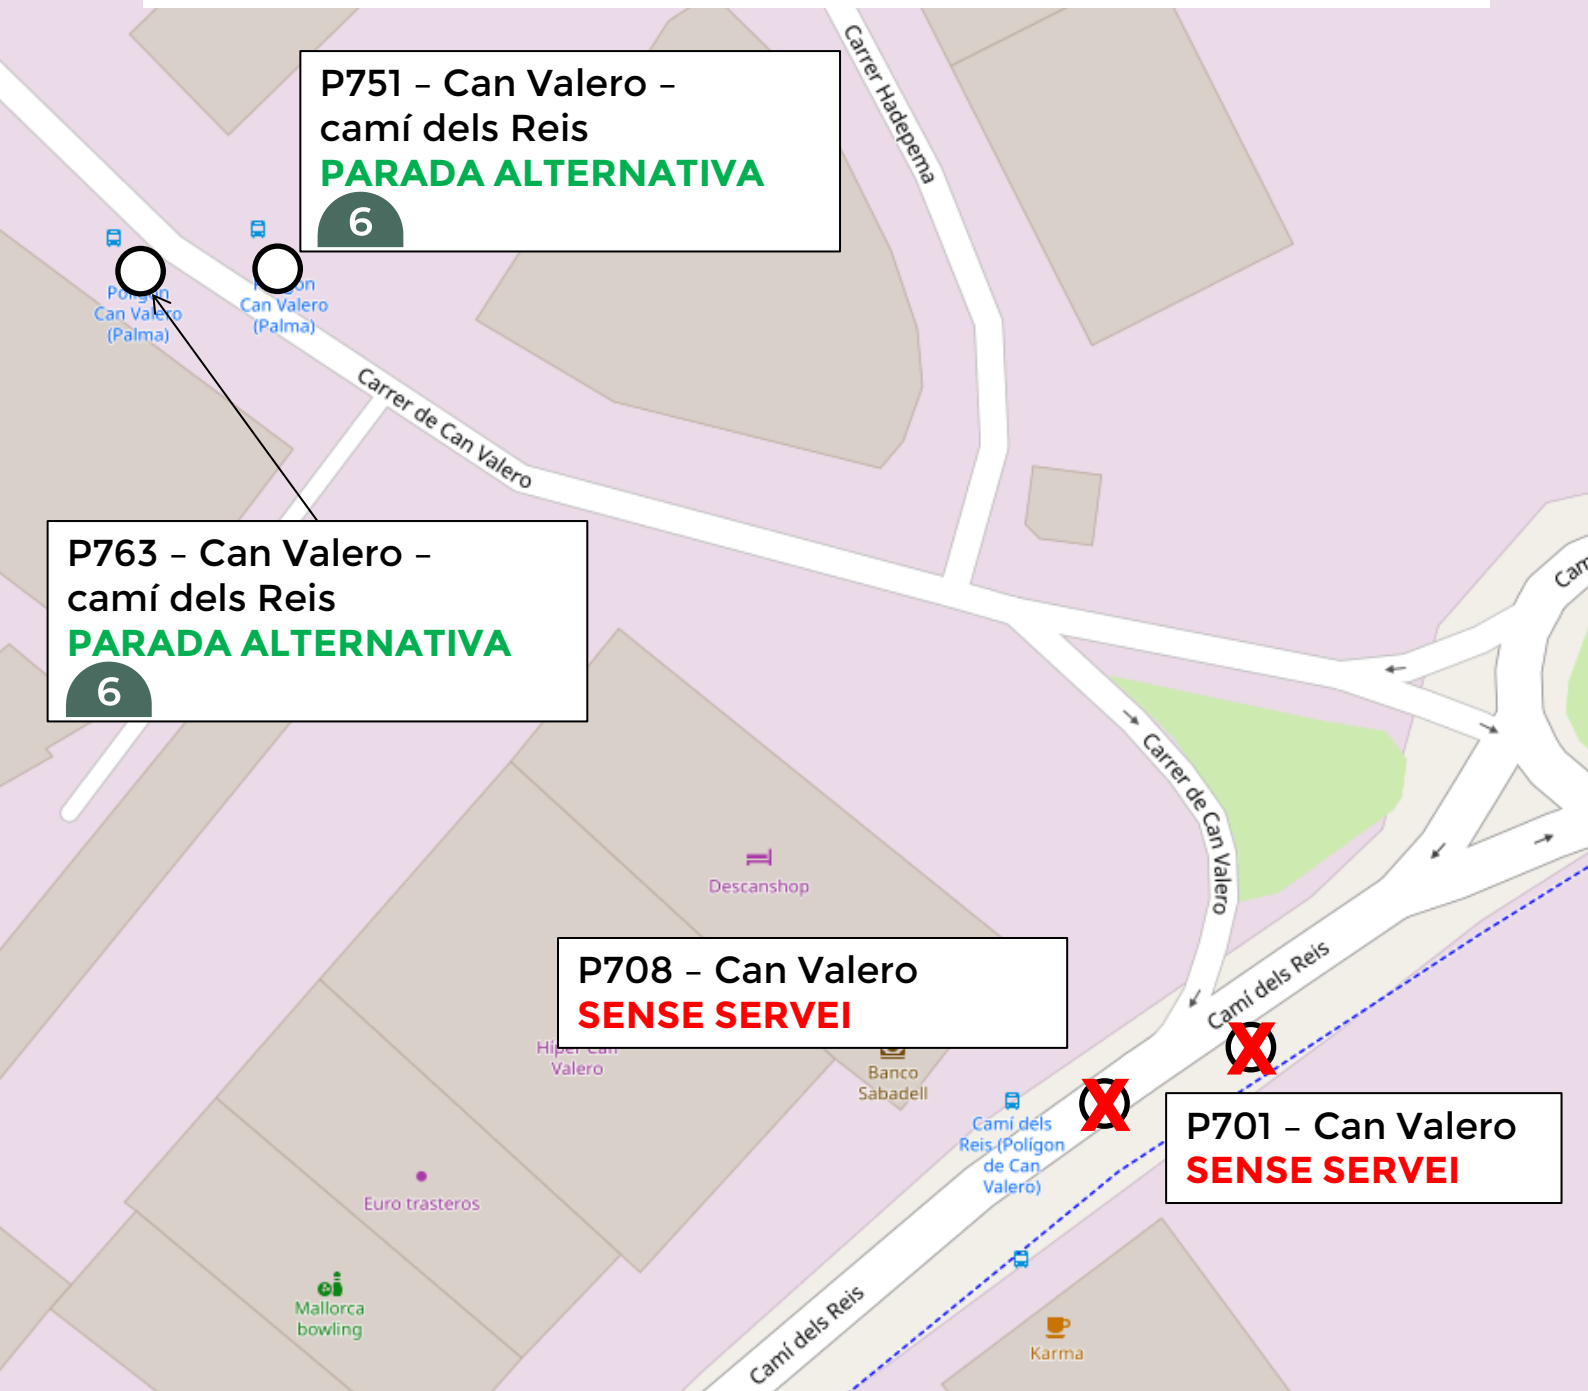 Carrer Hadepema
P751 – Can Valero –
camí dels Reis
PARADA ALTERNATIVA
6
Polígon
Can Valero
(Palma)
Can Valero
(Palma)
Carrer de Can Valero
P763 – Can Valero –
camí dels Reis
PARADA ALTERNATIVA
6
Carrer de Can Valero
Descanshop
P708 – Can Valero
SENSE SERVEI
Híper Can
Valero
Banco
Sabadell
Camí dels Reis
X
X
Camí dels
Reis (Polígon
de Can
Valero)
P701 – Can Valero
SENSE SERVEI
Euro trasteros
Mallorca
bowling
Camí dels Reis
Karma